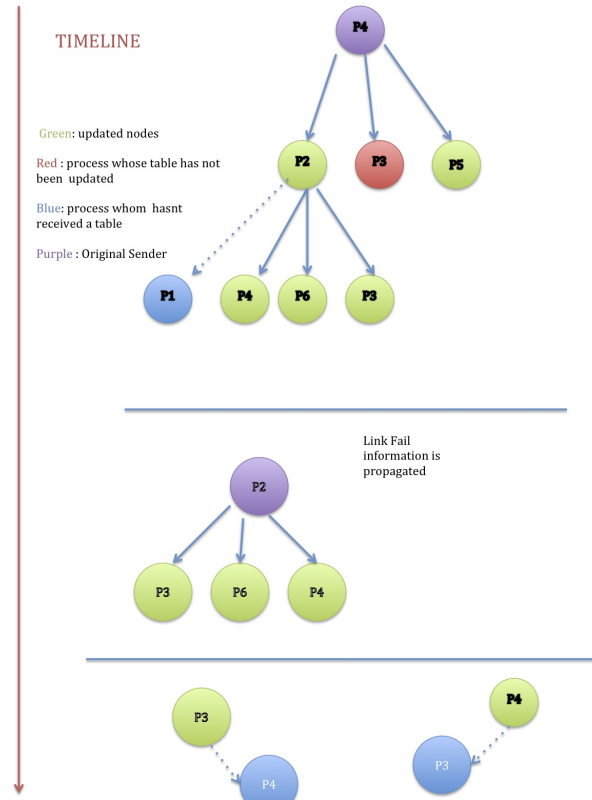 P4
TIMELINE
Green: updated nodes
Red : process whose table has not
been updated
P2
P3
P5
Blue: process whom hasnt
received a table
Purple : Original Sender
P1
P4
P6
P3
Link Fail
information is
propagated
P2
P3
P6
P4
P3
P4
P4
P3